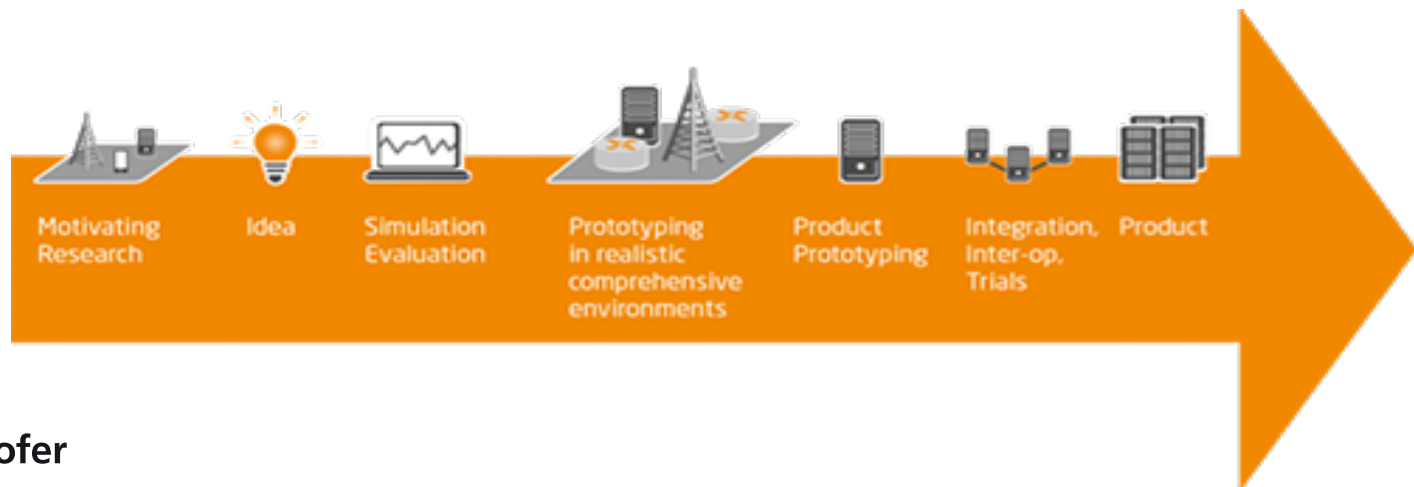 Motivating
Research
Idea
Simulation
Evaluation
Prototyping
in realistic
comprehensive
environments
Product
Prototyping
Integration,
Inter-op,
Trials
Product
ofer